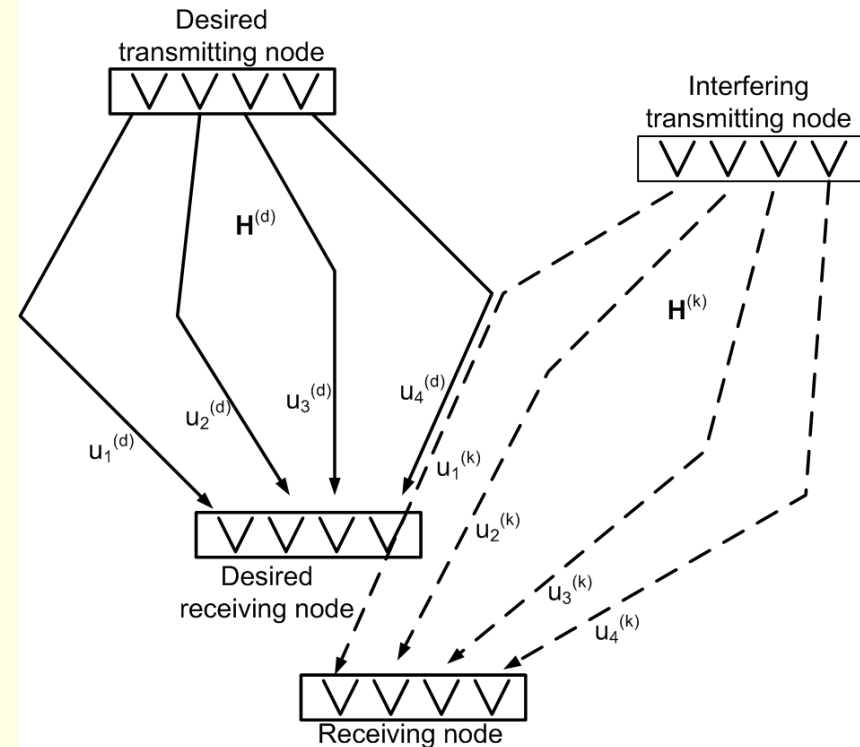 Desired
transmitting node
Interfering
transmitting node
H(d)
H(k)
u1(d)
u2(d)
u3(d)
u4(d)
u1(k)
u2(k)
u3(k)
u4(k)
Desired
receiving node
Receiving node